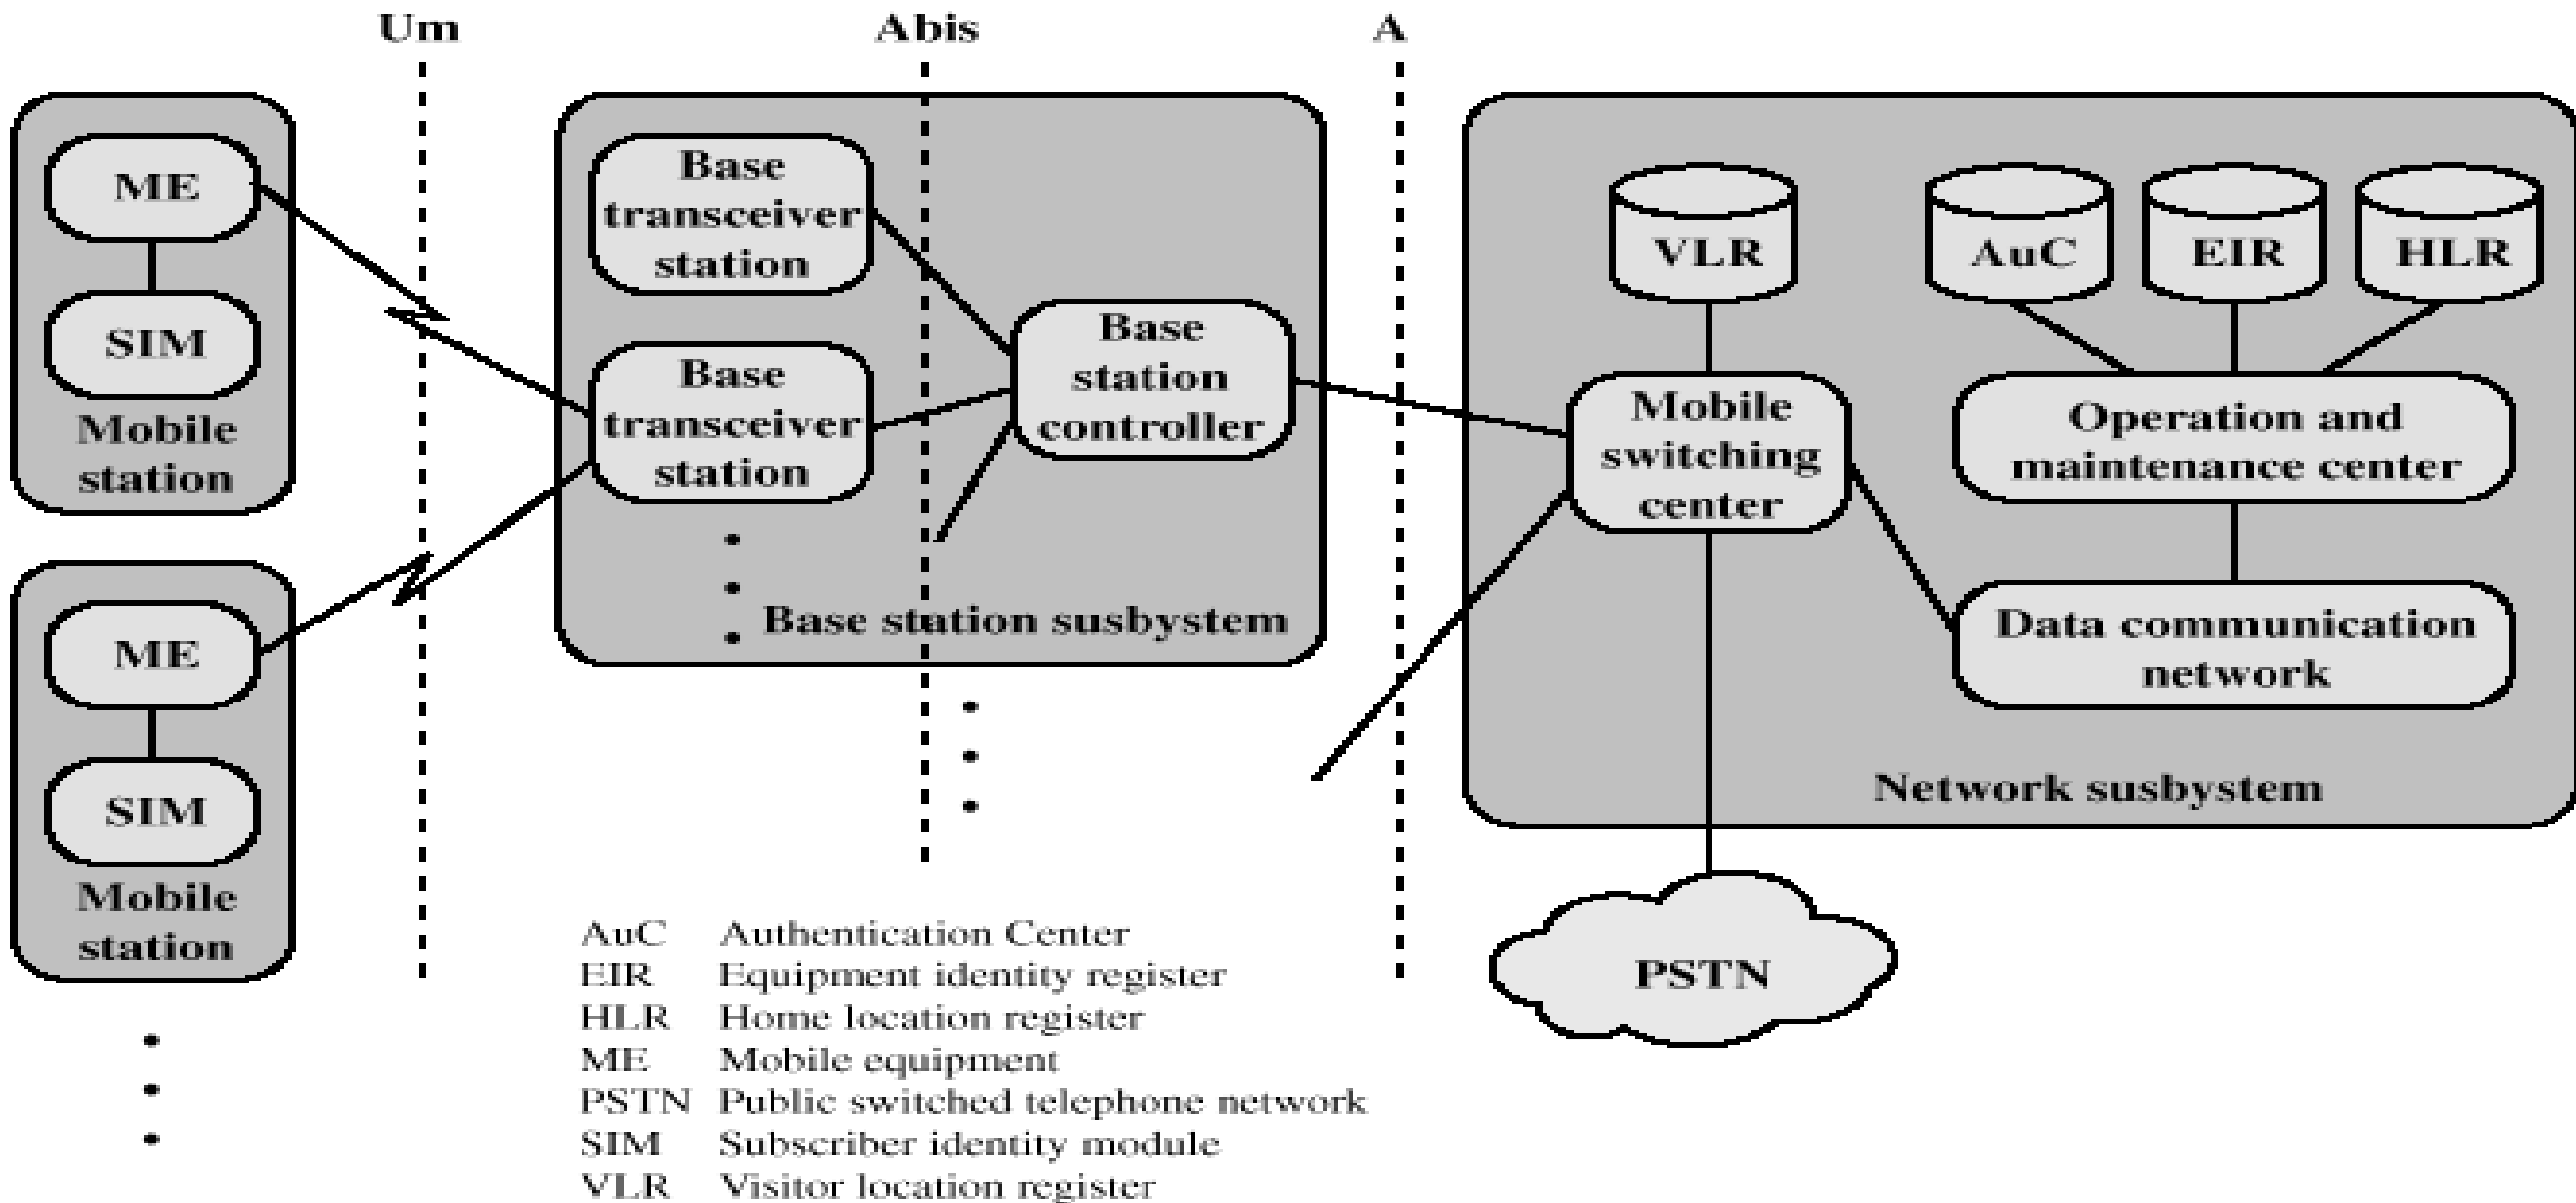 Um
Abis
A
ME
SIM
Mobile
station
ME
SIM
Mobile
station
Base
transceiver
station
Base
transceiver
station
Base
station
controller
Base station susbystem
VLR
AuC
EIR
HLR
Mobile
switching
center
Operation and
maintenance center
Data communication
network
Network susbystem
PSTN
AuC Authentication Center
EIR Equipment identity register
HLR Home location register
ME Mobile equipment
PSTN Public switched telephone network
SIM Subscriber identity module
VLR Visitor location register